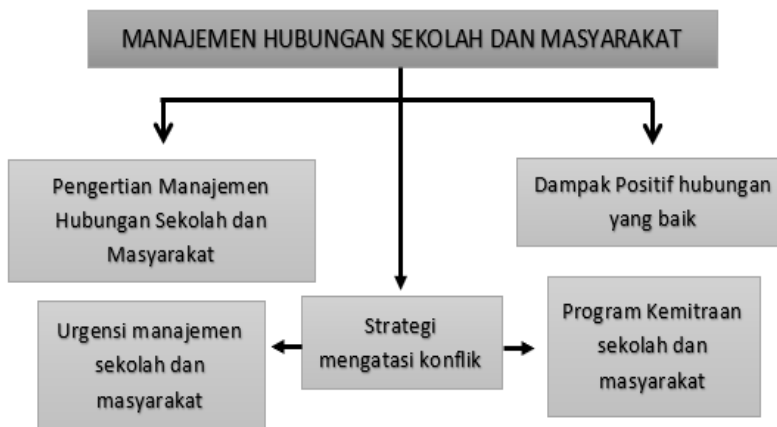 MANAJEMEN HUBUNGAN SEKOLAH DAN MASYARAKAT
Pengertian Manajemen
Hubungan Sekolah dan
Masyarakat
Dampak Positif hubungan
yang baik
Urgensi manajemen
sekolah dan
masyarakat
Strategi
mengatasi konflik
Program Kemitraan
sekolah dan
masyarakat